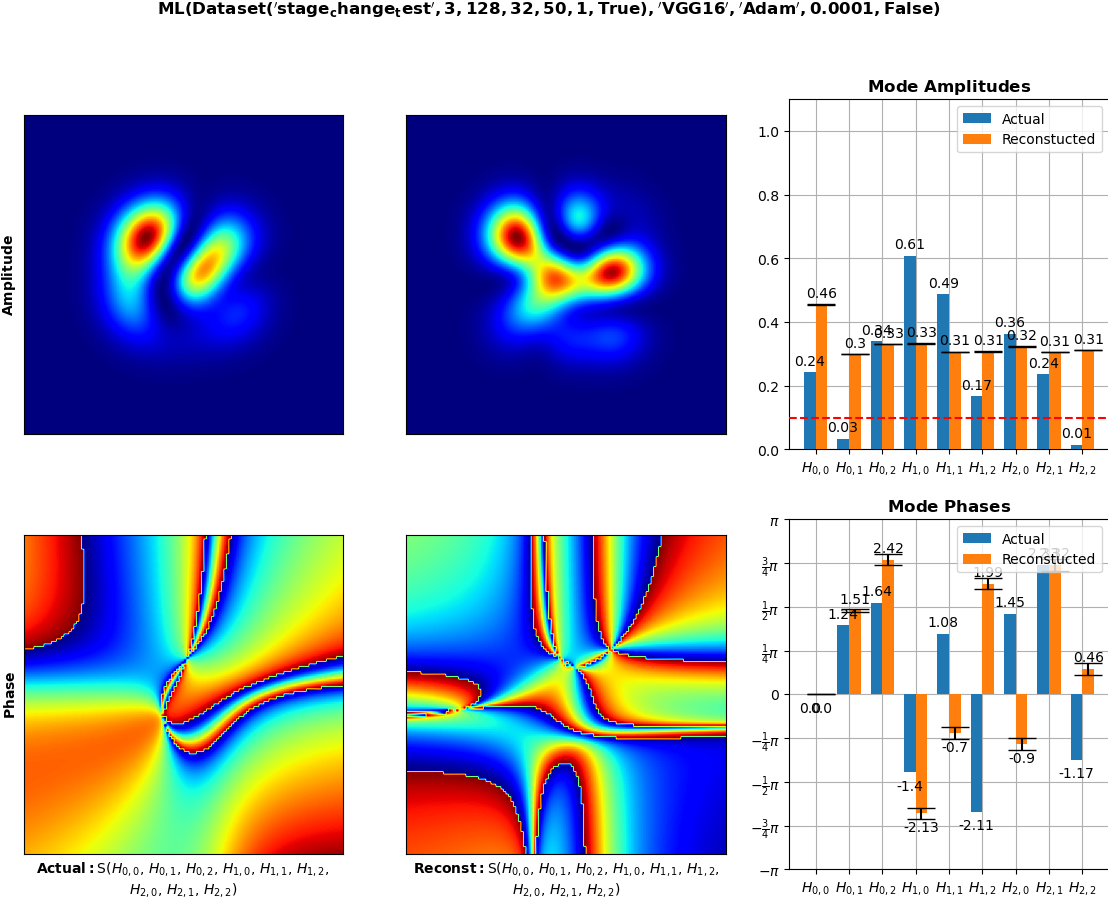 ML(Dataset('stage_change_test', 3, 128, 32, 50, 1, True), 'VGG16', 'Adam', 0.0001, False)
Amplitude
Mode Amplitudes
Actual
Reconstucted
1.0
0.8
0.6
0.4
0.2
0.0
0.24
0.46
0.03
0.3
0.34
0.33
0.61
0.33
0.49
0.31
0.17
0.31
0.36
0.32
0.24
0.31
0.01
0.31
H0,0 H0,1 H0,2 H1,0 H1,1 H1,2 H2,0 H2,1 H2,2
Phase
Mode Phases
Actual
Reconstucted
π
3/4π
1/2π
1/4π
0
−1/4π
−1/2π
−3/4π
−π
0.0
0.0
1.24
1.51
1.64
2.42
-1.4
-2.13
1.08
-0.7
-2.11
1.99
1.45
-0.9
-1.17
0.46
H0,0 H0,1 H0,2 H1,0 H1,1 H1,2 H2,0 H2,1 H2,2
Actual: S(H0,0, H0,1, H0,2, H1,0, H1,1, H1,2,
H2,0, H2,1, H2,2)
Reconst: S(H0,0, H0,1, H0,2, H1,0, H1,1, H1,2,
H2,0, H2,1, H2,2)